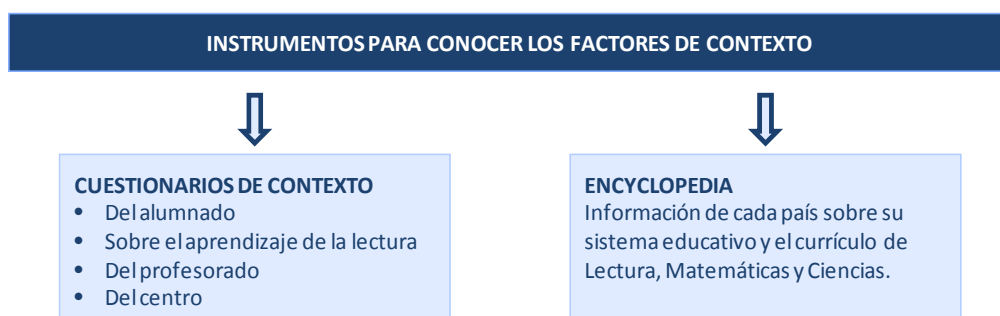 INSTRUMENTOS PARA CONOCER LOS FACTORES DE CONTEXTO
CUESTIONARIOS DE CONTEXTO
• Del alumnado
• Sobre el aprendizaje de la lectura
• Del profesorado
• Del centro
ENCYCLOPEDIA
Información de cada país sobre su
sistema educativo y el currículo de
Lectura, Matemáticas y Ciencias.